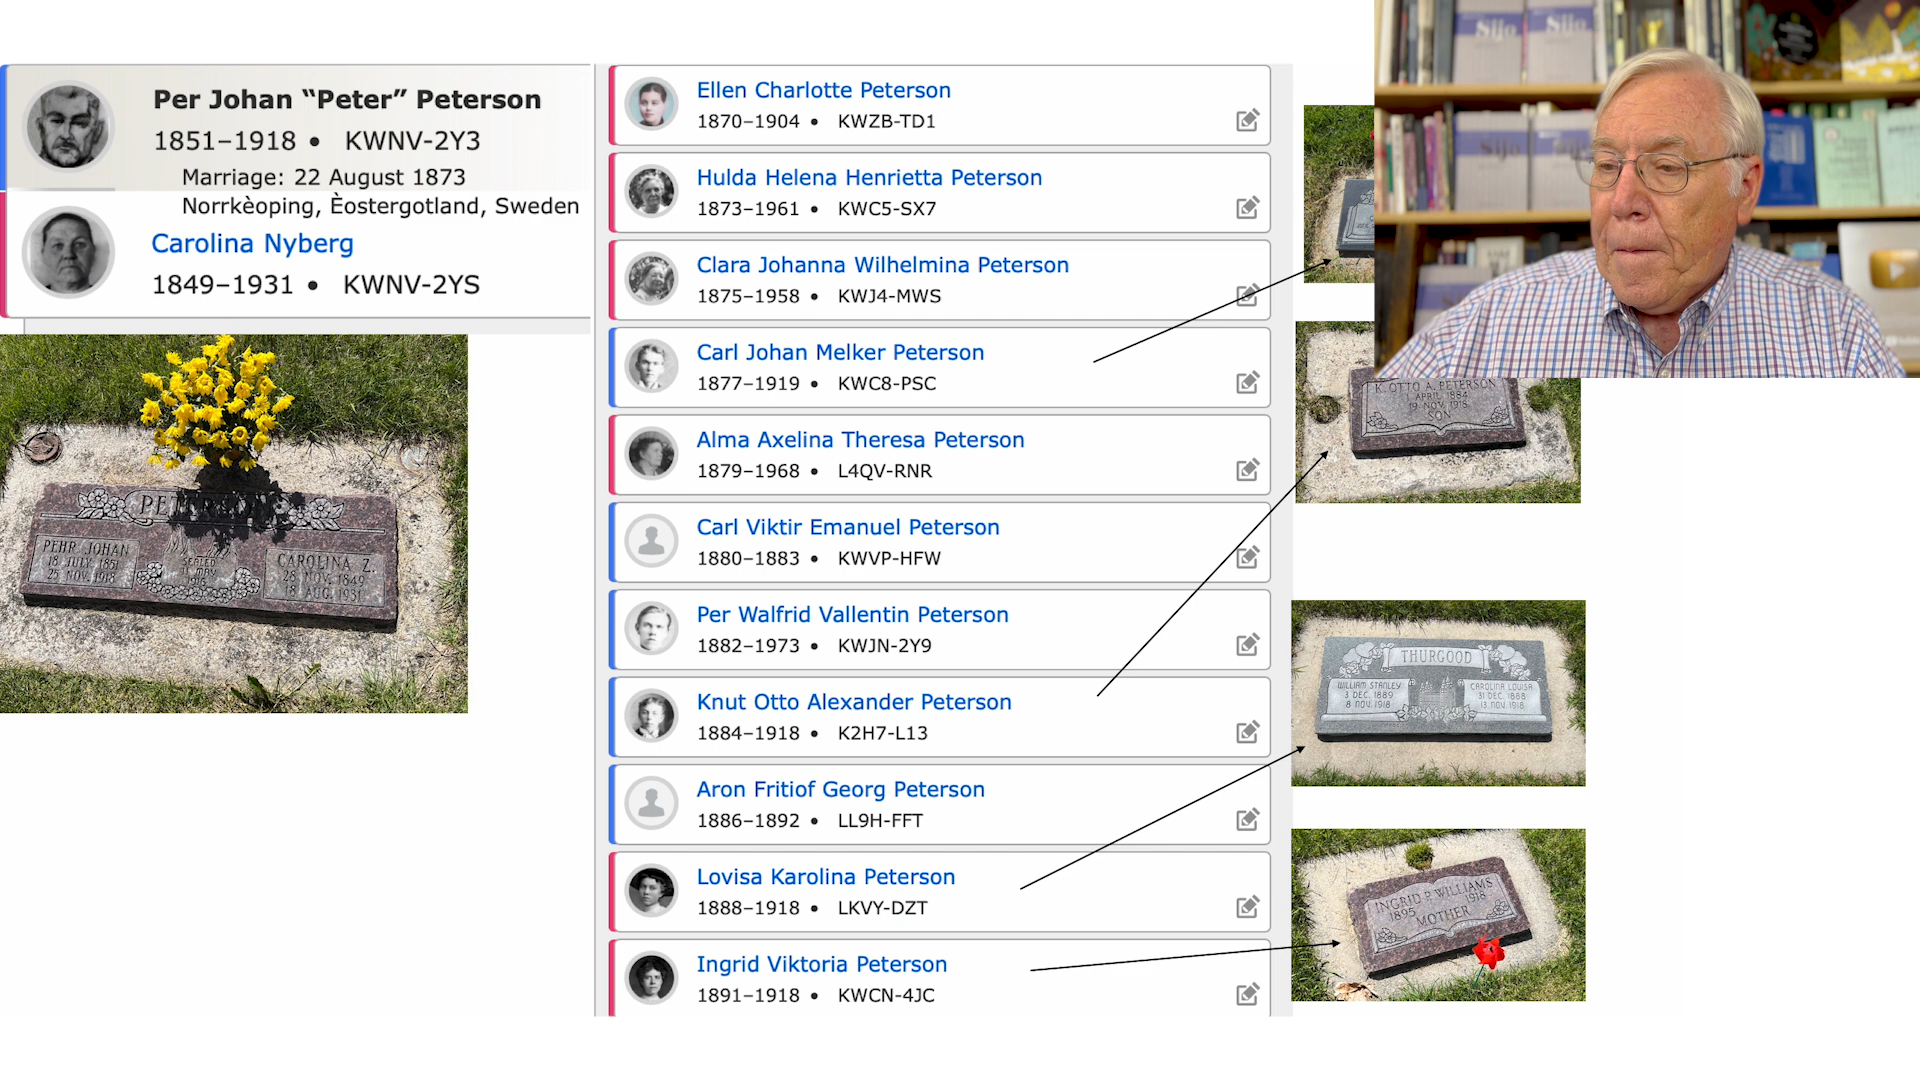 Per Johan “Peter” Peterson
1851–1918 • KWNV-2Y3
Marriage: 22 August 1873
Norrkèoping, Èostergotland, Sweden
Carolina Nyberg
1849–1931 • KWNV-2YS
PEHR JOHAN
18 JULY 1851
25 NOV. 1918
SEALED
MAY
1918
CAROLINA Z.
28 NOV. 1849
18 AUG. 1931
Ellen Charlotte Peterson
1870–1904 • KWZB-TD1
Hulda Helena Henrietta Peterson
1873–1961 • KWC5-SX7
Clara Johanna Wilhelmina Peterson
1875–1958 • KWJ4-MWS
Carl Johan Melker Peterson
1877–1919 • KWC8-PSC
Alma Axelina Theresa Peterson
1879–1968 • L4QV-RNR
Carl Viktir Emanuel Peterson
1880–1883 • KWVP-HFW
Per Walfrid Vallentin Peterson
1882–1973 • KWJN-2Y9
Knut Otto Alexander Peterson
1884–1918 • K2H7-L13
Aron Fritiof Georg Peterson
1886–1892 • LL9H-FFT
Lovisa Karolina Peterson
1888–1918 • LKVY-DZT
Ingrid Viktoria Peterson
1891–1918 • KWCN-4JC
Sijo Sijo
Sijo
K. OTTO A. PETERSON
1 APRIL 1884
19 NOV. 1918
SON
THURGOOD
WILLIAM STANLEY
3 DEC. 1889
8 NOV. 1918
CAROLINA LOUISA
31 DEC. 1888
13 NOV. 1918
INGRID P. WILLIAMS
1895 1918
MOTHER